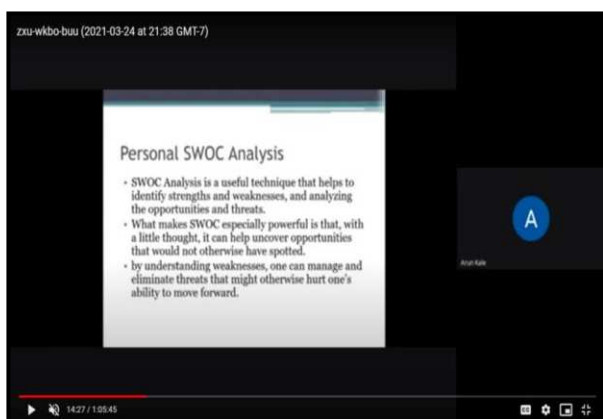 zxu-wkbo-buu (2021-03-24 at 21:38 GMT-7)
Personal SWOC Analysis
• SWOC Analysis is a useful technique that helps to
identify strengths and weaknesses, and analyzing
the opportunities and threats.
• What makes SWOC especially powerful is that, with
a little thought, it can help uncover opportunities
that would not otherwise have spotted.
• by understanding weaknesses, one can manage and
eliminate threats that might otherwise hurt one's
ability to move forward.
A
Arun Kale
14:27 / 1:05:45